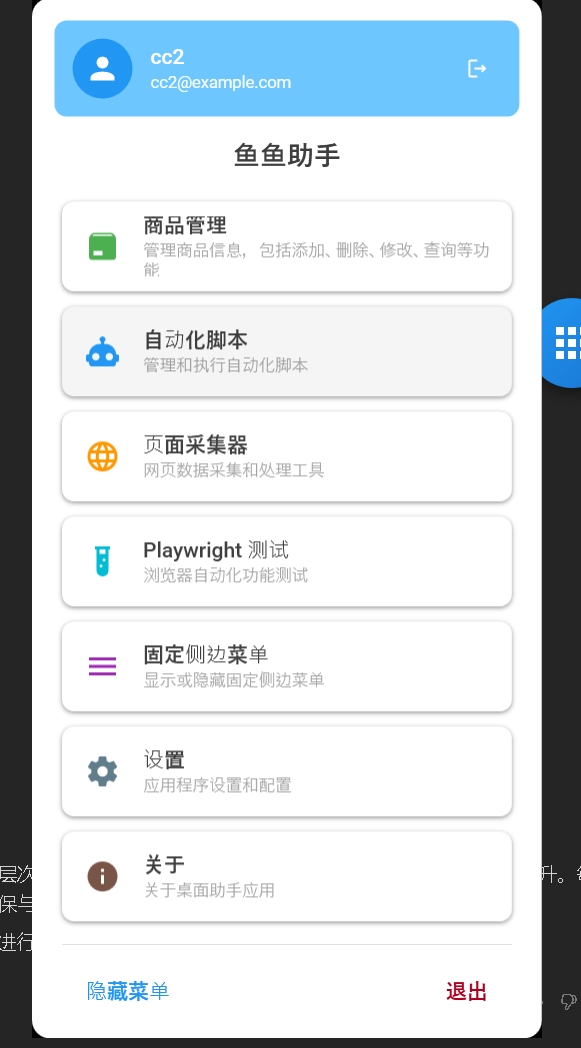 cc2
cc2@example.com
鱼鱼助手
商品管理
管理商品信息，包括添加、删除、修改、查询等功
能
自动化脚本
管理和执行自动化脚本
页面采集器
网页数据采集和处理工具
Playwright 测试
浏览器自动化功能测试
固定侧边菜单
显示或隐藏固定侧边菜单
设置
应用程序设置和配置
关于
关于桌面助手应用
层次
升。
保与
进行
隐藏菜单
退出